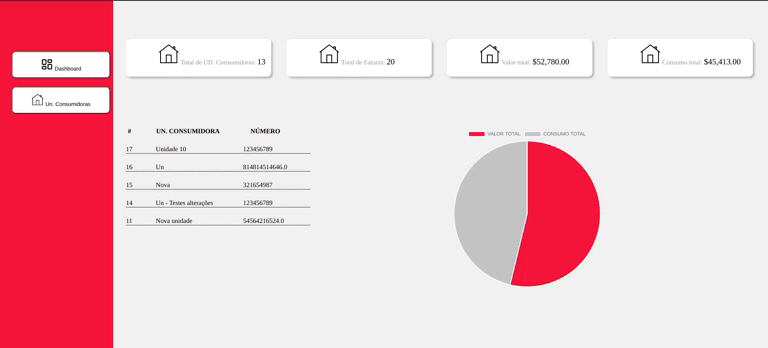 Dashboard
Un. Consumidoras
Total de UD. Consumidoras: 13
Total de Faturas: 20
Valor total: $52,780.00
Consumo total: $45,413.00
# UN. CONSUMIDORA NÚMERO
17 Unidade 10 123456789
16 Un 814814514646.0
15 Nova 321654987
14 Un - Testes alterações 123456789
11 Nova unidade 54564216524.0
VALOR TOTAL CONSUMO TOTAL